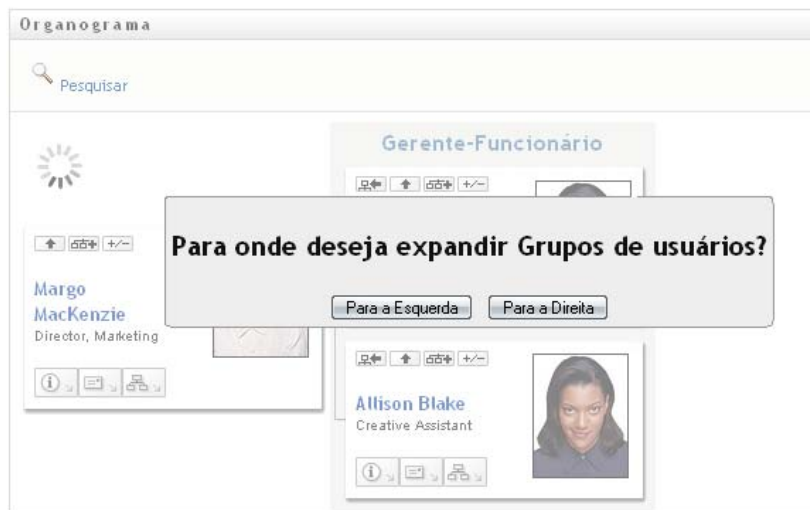 Organograma
Pesquisar
Gerente-Funcionário
+/-
Para onde deseja expandir Grupos de usuários?
Para a Esquerda
Para a Direita
+/-
Margo
MacKenzie
Director, Marketing
+/-
Allison Blake
Creative Assistant